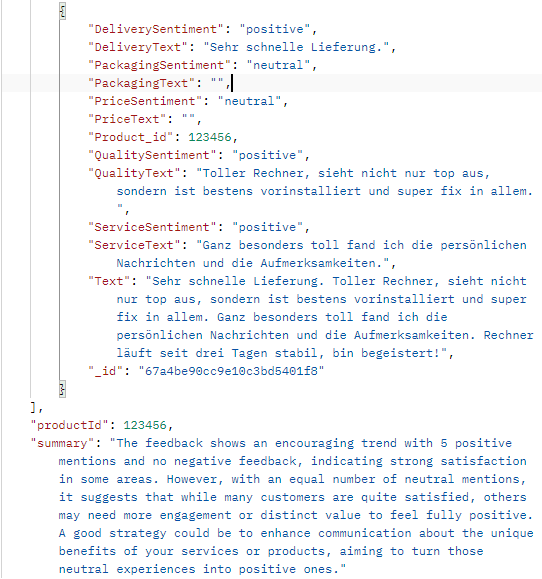 {
"DeliverySentiment": "positive",
"DeliveryText": "Sehr schnelle Lieferung.",
"PackagingSentiment": "neutral",
"PackagingText": "",
"PriceSentiment": "neutral",
"PriceText": "",
"Product_id": 123456,
"QualitySentiment": "positive",
"QualityText": "Toller Rechner, sieht nicht nur top aus,
sondern ist bestens vorinstalliert und super fix in allem.
",
"ServiceSentiment": "positive",
"ServiceText": "Ganz besonders toll fand ich die persönlichen
Nachrichten und die Aufmerksamkeiten.",
"Text": "Sehr schnelle Lieferung. Toller Rechner, sieht nicht
nur top aus, sondern ist bestens vorinstalliert und super
fix in allem. Ganz besonders toll fand ich die
persönlichen Nachrichten und die Aufmerksamkeiten. Rechner
läuft seit drei Tagen stabil, bin begeistert!",
"_id": "67a4be90cc9e10c3bd5401f8"
}
],
"productId": 123456,
"summary": "The feedback shows an encouraging trend with 5 positive
mentions and no negative feedback, indicating strong satisfaction
in some areas. However, with an equal number of neutral mentions,
it suggests that while many customers are quite satisfied, others
may need more engagement or distinct value to feel fully positive.
A good strategy could be to enhance communication about the unique
benefits of your services or products, aiming to turn those
neutral experiences into positive ones."